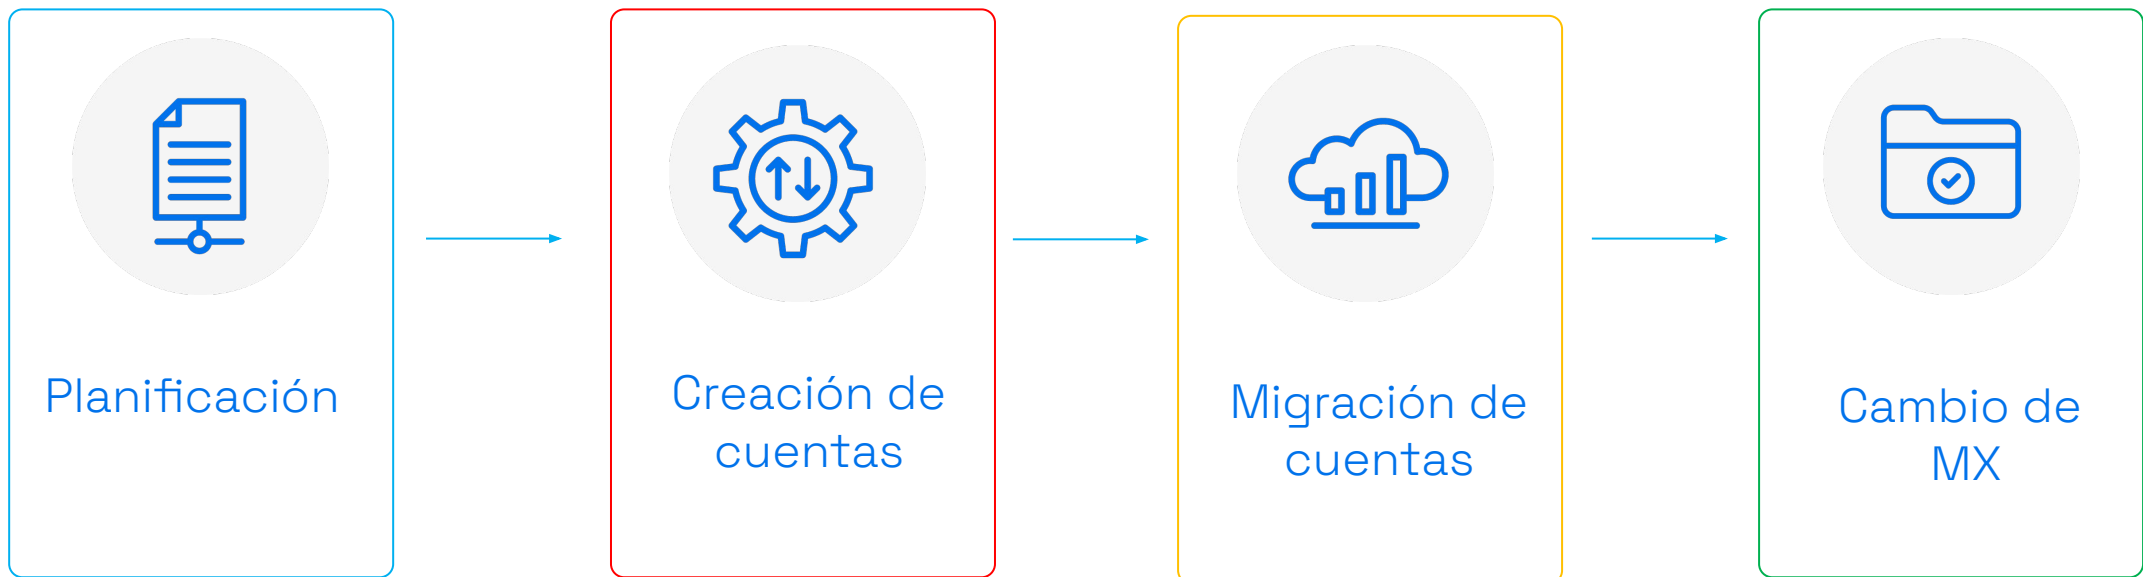 Planificación
Creación de
cuentas
Migración de
cuentas
Cambio de
MX